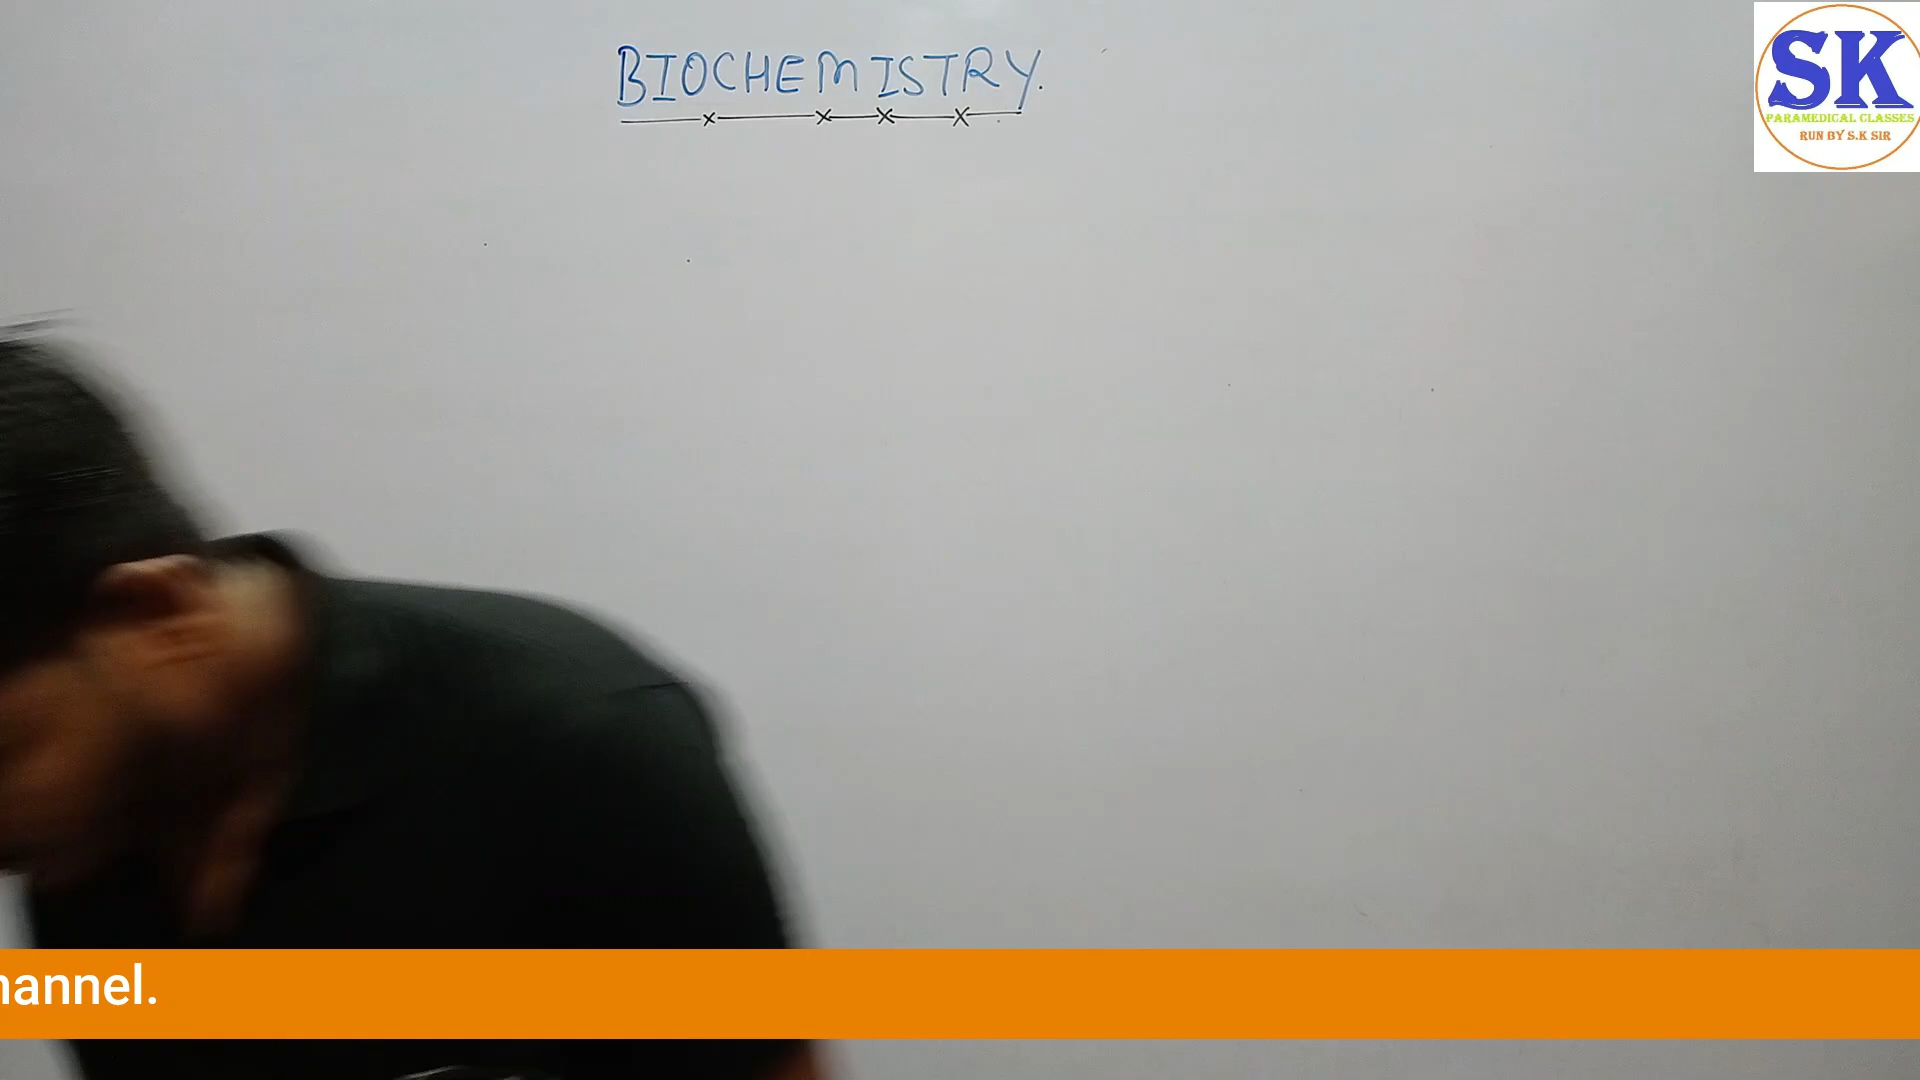 BIOCHEMISTRY.
SK
PARAMEDICAL CLASSES
RUN BY S.K SIR
hannel.